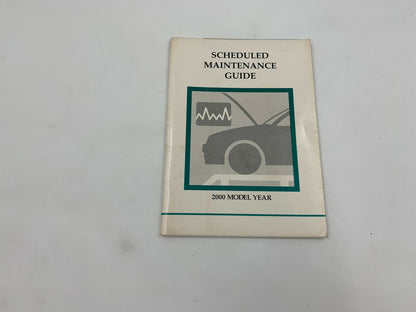 SCHEDULED
MAINTENANCE
GUIDE
2000 MODEL YEAR